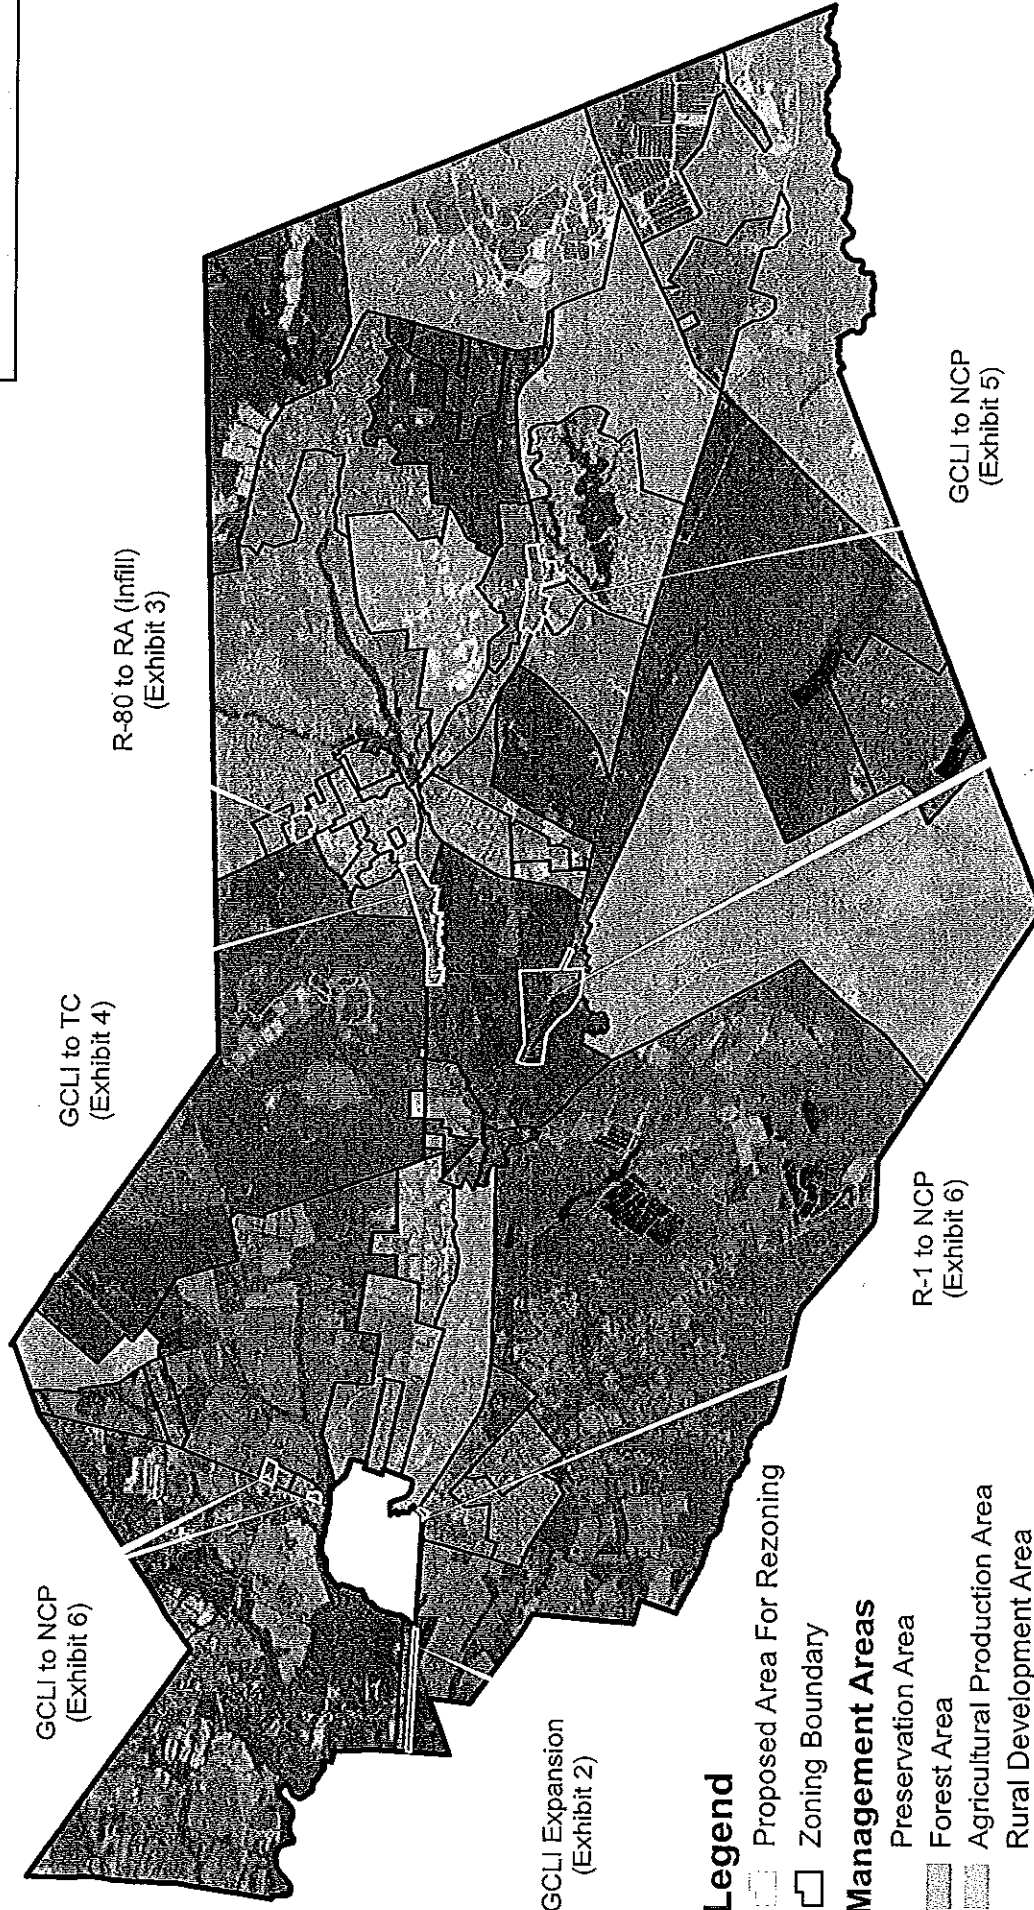 R-80 to RA (Infill)
(Exhibit 3)
GCLI to TC
(Exhibit 4)
GCLI to NCP
(Exhibit 6)
GCLI to NCP
(Exhibit 5)
R-1 to NCP
(Exhibit 6)
GCLI Expansion
(Exhibit 2)
Legend
Proposed Area For Rezoning
Zoning Boundary
Management Areas
Preservation Area
Forest Area
Agricultural Production Area
Rural Development Area